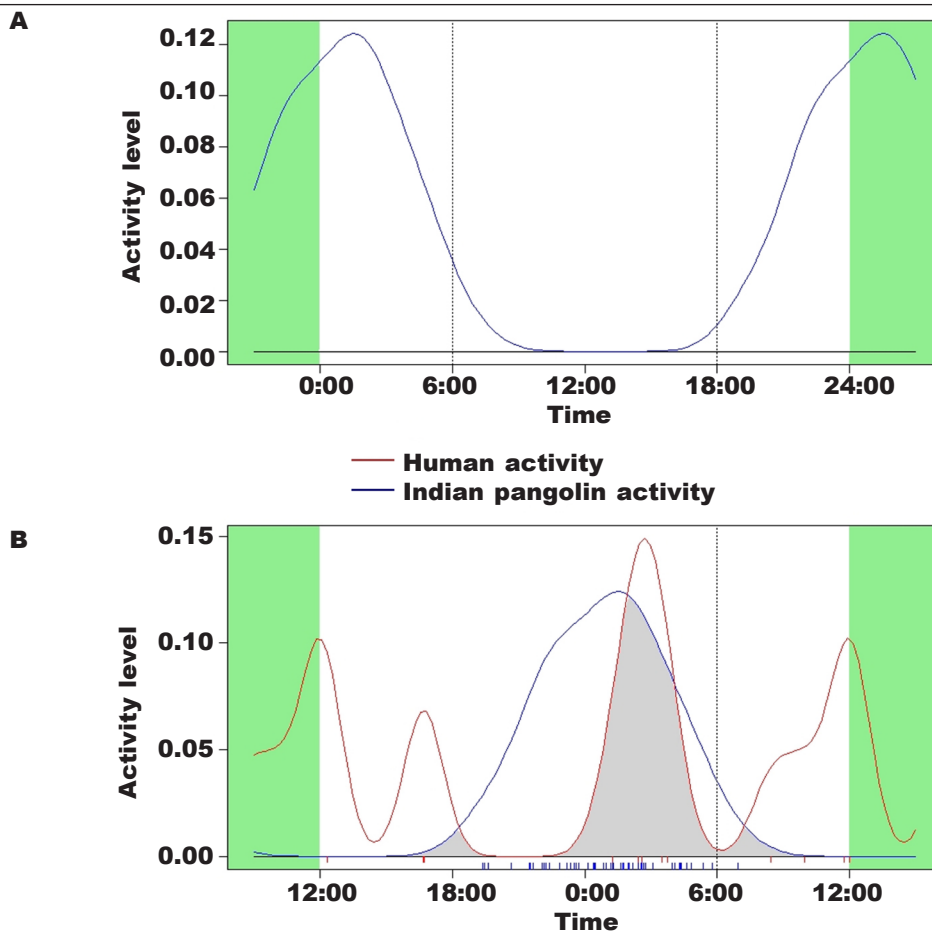 A
Activity level
0.12
0.10
0.08
0.06
0.04
0.02
0.00
0:00 6:00 12:00 18:00 24:00
Time
Human activity
Indian pangolin activity
B
Activity level
0.15
0.10
0.05
0.00
12:00 18:00 0:00 6:00 12:00
Time